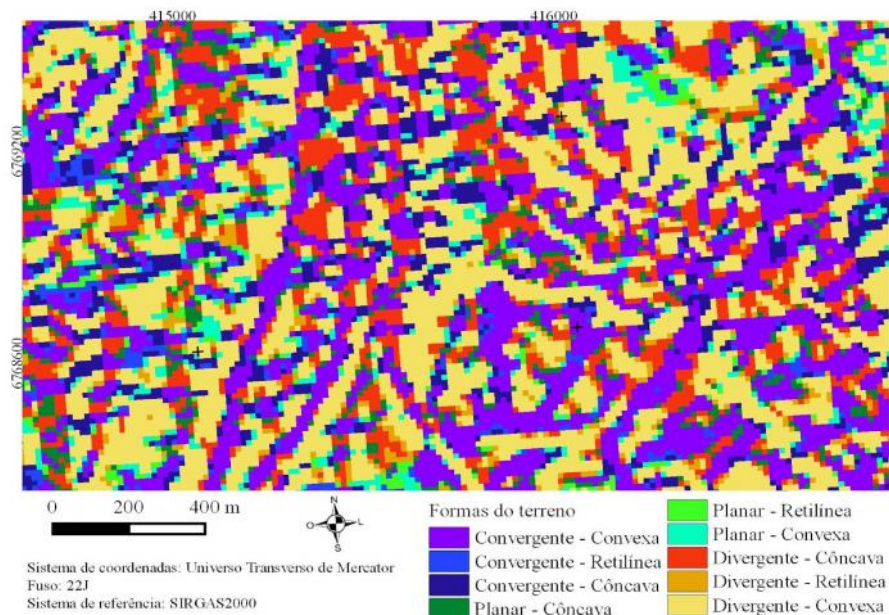 415000
416000
6769200
6768600
0 200 400 m
N
O L
S
Sistema de coordenadas: Universo Transverso de Mercator
Fuso: 22J
Sistema de referência: SIRGAS2000
Formas do terreno
Convergente - Convexa
Convergente - Retilínea
Convergente - Côncava
Planar - Côncava
Planar - Retilínea
Planar - Convexa
Divergente - Côncava
Divergente - Retilínea
Divergente - Convexa